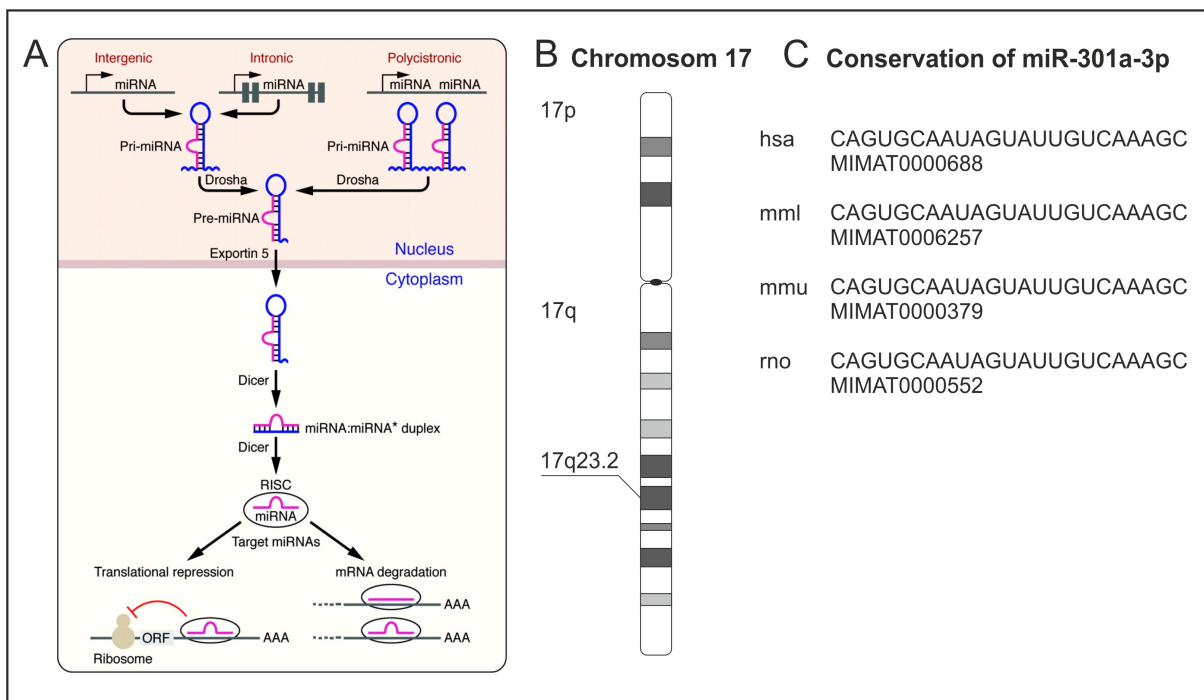 A
Intergenic
Intronic
Polycistronic
miRNA
miRNA
miRNA miRNA
Pri-miRNA
Pri-miRNA
Drosha
Drosha
Pre-miRNA
Exportin 5
Nucleus
Cytoplasm
Dicer
miRNA:miRNA* duplex
Dicer
RISC
miRNA
Target miRNAs
Translational repression
mRNA degradation
AAA
ORF
AAA
AAA
Ribosome
B Chromosom 17
17p
17q
17q23.2
C Conservation of miR-301a-3p
hsa CAGUGCAAUAGUAUUGUCAAAGC
MIMAT0000688
mml CAGUGCAAUAGUAUUGUCAAAGC
MIMAT0006257
mmu CAGUGCAAUAGUAUUGUCAAAGC
MIMAT0000379
rno CAGUGCAAUAGUAUUGUCAAAGC
MIMAT0000552